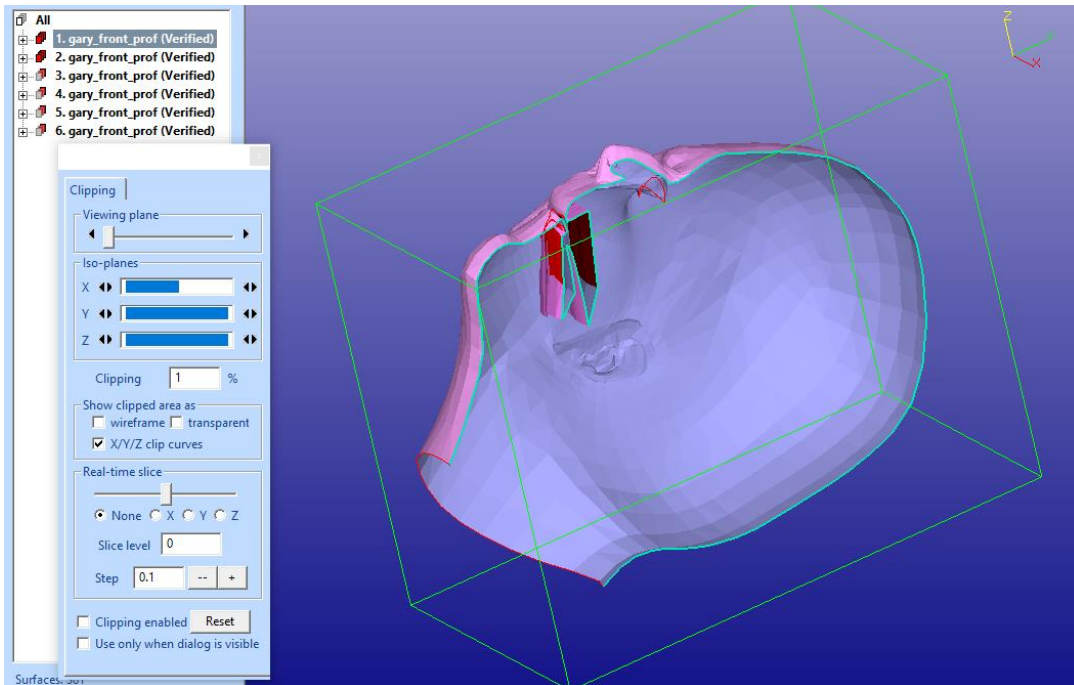 All
1. gary_front_prof (Verified)
2. gary_front_prof (Verified)
3. gary_front_prof (Verified)
4. gary_front_prof (Verified)
5. gary_front_prof (Verified)
6. gary_front_prof (Verified)
Clipping
Viewing plane
Iso-planes
X
Y
Z
Clipping 1 %
Show clipped area as
wireframe transparent
X/Y/Z clip curves
Real-time slice
None X Y Z
Slice level 0
Step 0.1 -- +
Clipping enabled Reset
Use only when dialog is visible
Surfaces:
Z
X